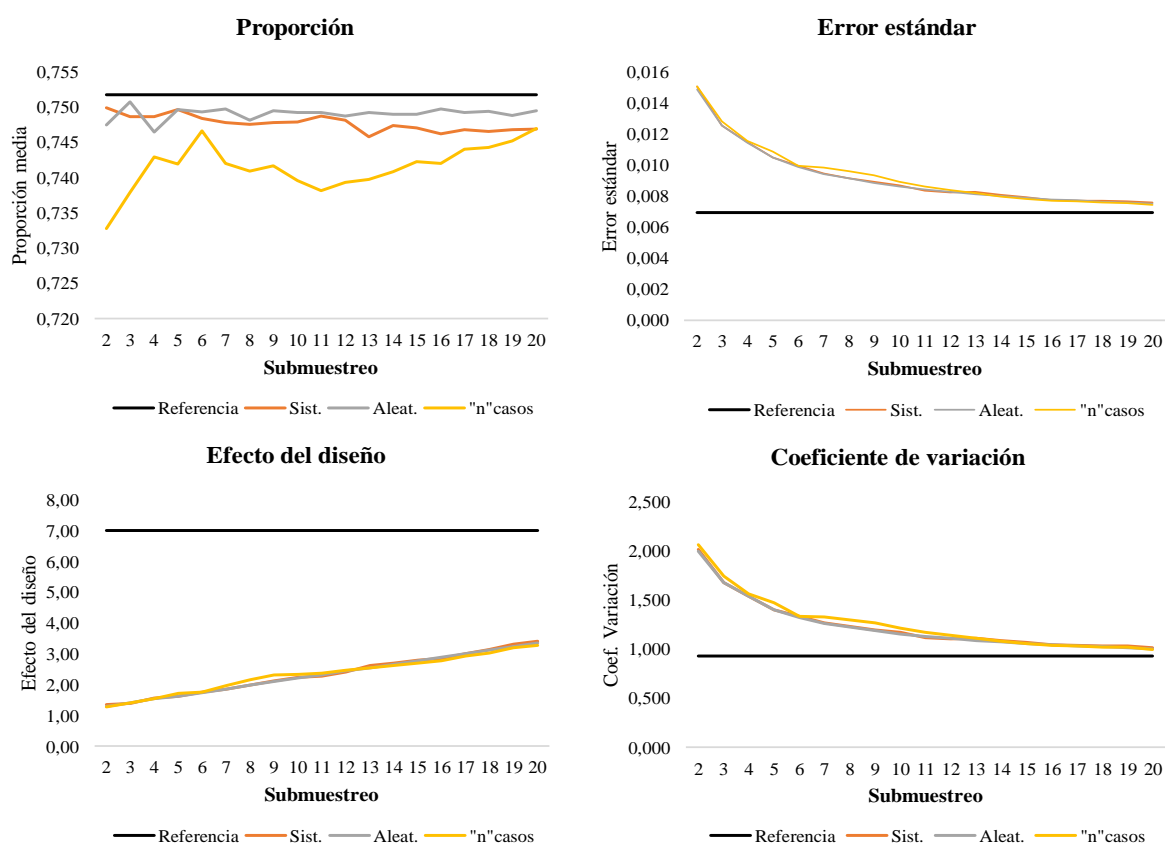 Proporción
Proporción media
0,755
0,750
0,745
0,740
0,735
0,730
0,725
0,720
2 3 4 5 6 7 8 9 10 11 12 13 14 15 16 17 18 19 20
Submuestreo
Referencia Sist. Aleat. "n"casos
Error estándar
Error estándar
0,016
0,014
0,012
0,010
0,008
0,006
0,004
0,002
0,000
2 3 4 5 6 7 8 9 10 11 12 13 14 15 16 17 18 19 20
Submuestreo
Referencia Sist. Aleat. "n"casos
Efecto del diseño
Efecto del diseño
8,00
7,00
6,00
5,00
4,00
3,00
2,00
1,00
0,00
2 3 4 5 6 7 8 9 10 11 12 13 14 15 16 17 18 19 20
Submuestreo
Referencia Sist. Aleat. "n"casos
Coeficiente de variación
Coef. Variación
2,500
2,000
1,500
1,000
0,500
0,000
2 3 4 5 6 7 8 9 10 11 12 13 14 15 16 17 18 19 20
Submuestreo
Referencia Sist. Aleat. "n"casos